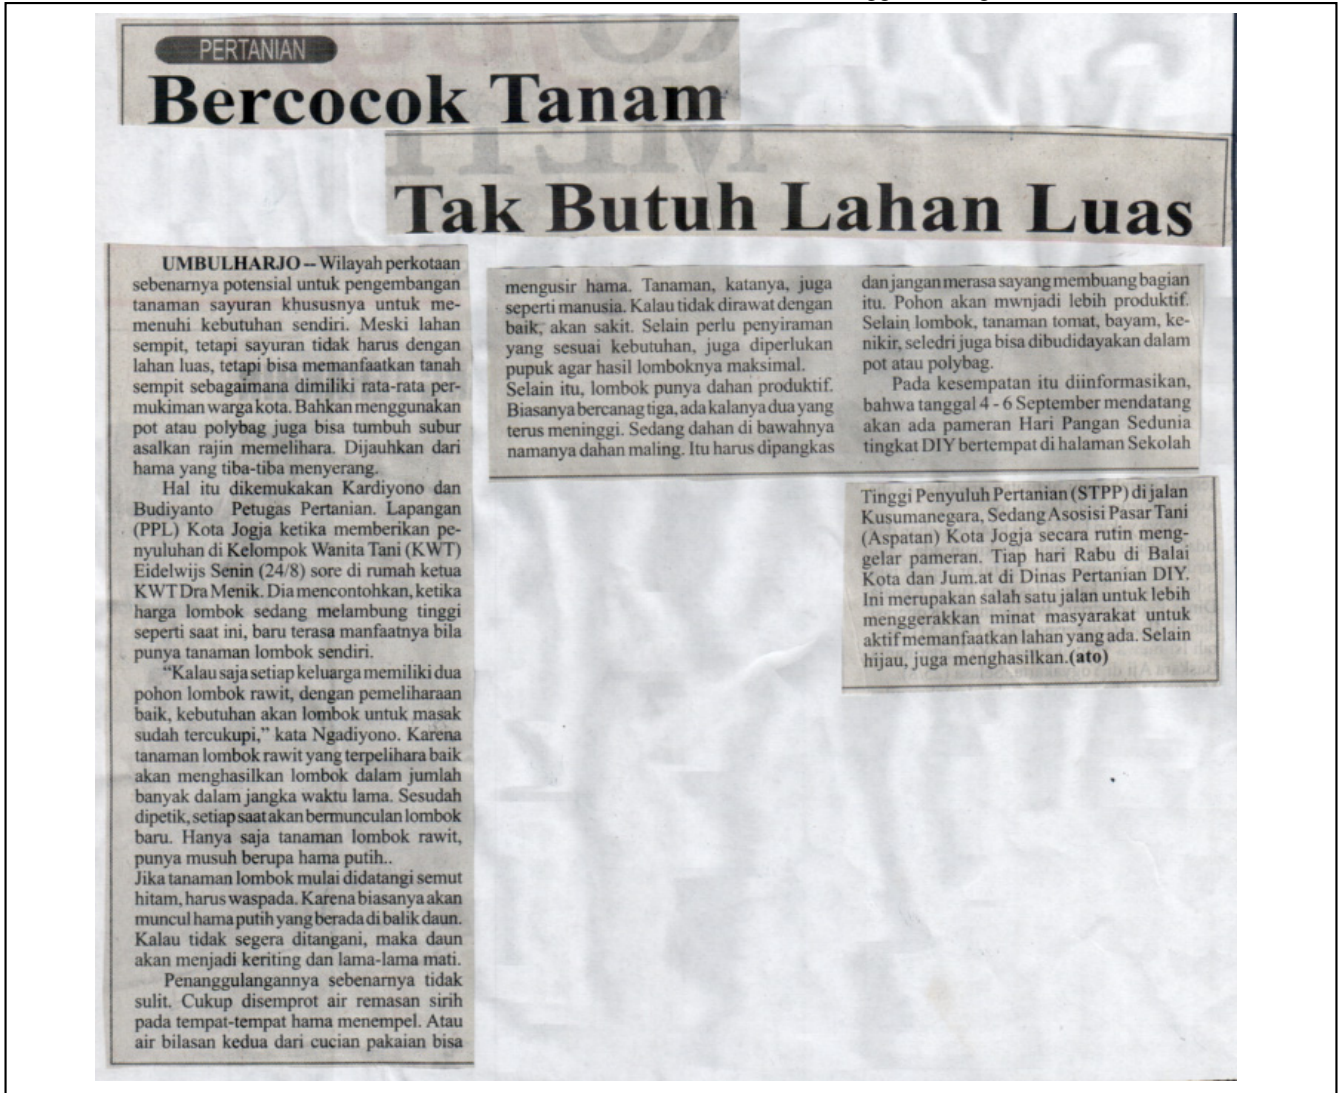 PERTANIAN
Bercocok Tanam
Tak Butuh Lahan Luas
UMBULHARJO -- Wilayah perkotaan
sebenarnya potensial untuk pengembangan
tanaman sayuran khususnya untuk me-
menuhi kebutuhan sendiri. Meski lahan
sempit, tetapi sayuran tidak harus dengan
lahan luas, tetapi bisa memanfaatkan tanah
sempit sebagaimana dimiliki rata-rata per-
mukiman warga kota. Bahkan menggunakan
pot atau polybag juga bisa tumbuh subur
asalkan rajin memelihara. Dijauhkan dari
hama yang tiba-tiba menyerang.
Hal itu dikemukakan Kardiyono dan
Budiyanto Petugas Pertanian. Lapangan
(PPL) Kota Jogja ketika memberikan pe-
nyuluhan di Kelompok Wanita Tani (KWT)
Eidelwijs Senin (24/8) sore di rumah ketua
KWT Dra Menik. Dia mencontohkan, ketika
harga lombok sedang melambung tinggi
seperti saat ini, baru terasa manfaatnya bila
punya tanaman lombok sendiri.
“Kalau saja setiap keluarga memiliki dua
pohon lombok rawit, dengan pemeliharaan
baik, kebutuhan akan lombok untuk masak
sudah tercukupi,” kata Ngadiyono. Karena
tanaman lombok rawit yang terpelihara baik
akan menghasilkan lombok dalam jumlah
banyak dalam jangka waktu lama. Sesudah
dipetik, setiap saat akan bermunculan lombok
baru. Hanya saja tanaman lombok rawit,
punya musuh berupa hama putih..
Jika tanaman lombok mulai didatangi semut
hitam, harus waspada. Karena biasanya akan
muncul hama putih yang berada di balik daun.
Kalau tidak segera ditangani, maka daun
akan menjadi keriting dan lama-lama mati.
Penanggulangannya sebenarnya tidak
sulit. Cukup disemprot air remasan sirih
pada tempat-tempat hama menempel. Atau
air bilasan kedua dari cucian pakaian bisa
mengusir hama. Tanaman, katanya, juga
seperti manusia. Kalau tidak dirawat dengan
baik, akan sakit. Selain perlu penyiraman
yang sesuai kebutuhan, juga diperlukan
pupuk agar hasil lomboknya maksimal.
Selain itu, lombok punya dahan produktif.
Biasanya bercanag tiga, ada kalanya dua yang
terus meninggi. Sedang dahan di bawahnya
namanya dahan maling. Itu harus dipangkas
dan jangan merasa sayang membuang bagian
itu. Pohon akan mwnjadi lebih produktif.
Selain lombok, tanaman tomat, bayam, ke-
nikir, seledri juga bisa dibudidayakan dalam
pot atau polybag.
Pada kesempatan itu diinformasikan,
bahwa tanggal 4 - 6 September mendatang
akan ada pameran Hari Pangan Sedunia
tingkat DIY bertempat di halaman Sekolah
Tinggi Penyuluh Pertanian (STPP) di jalan
Kusumanegara, Sedang Asosisi Pasar Tani
(Aspatan) Kota Jogja secara rutin meng-
gelar pameran. Tiap hari Rabu di Balai
Kota dan Jum.at di Dinas Pertanian DIY.
Ini merupakan salah satu jalan untuk lebih
menggerakkan minat masyarakat untuk
aktif memanfaatkan lahan yang ada. Selain
hijau, juga menghasilkan.(ato)